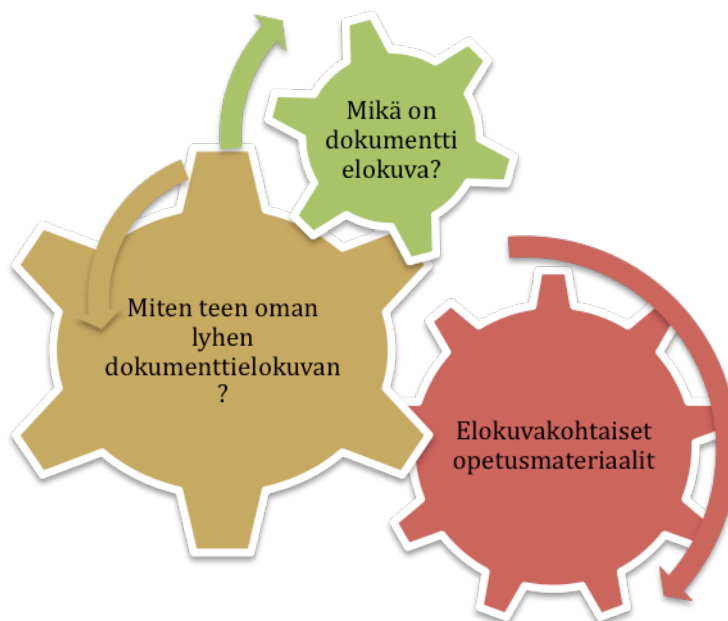 Mikä on
dokumentti
elokuva?
Miten teen oman
lyhen
dokumenttielokuvan
?
Elokuvakohtaiset
opetusmateriaalit